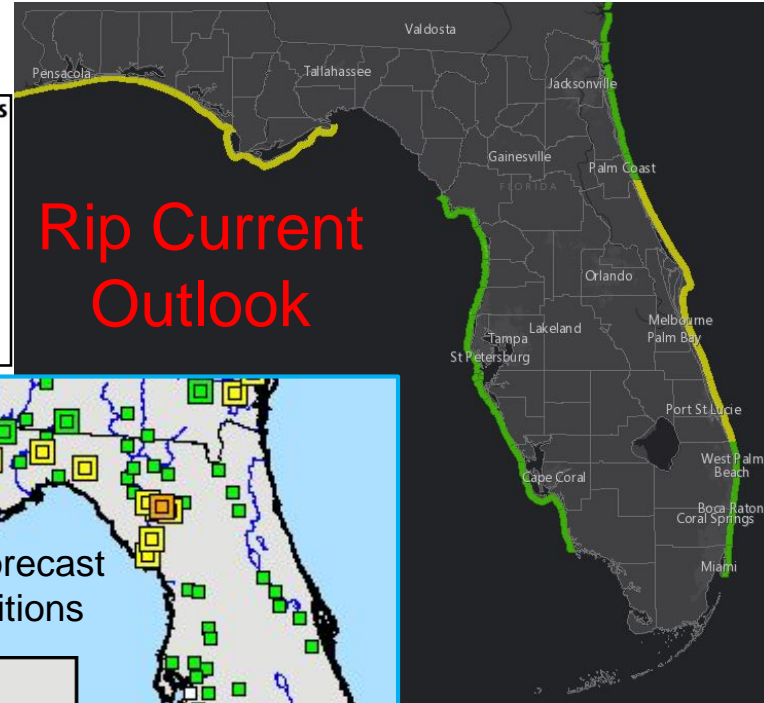 Valdosta
Pensacola
Tallahassee
Jacksonville
s
Gainesville
Palm Coast
FLORIDA
Rip Current
Outlook
Orlando
Melbourne
Tampa
Lakeland
Palm Bay
St Petersburg
Port St Lucie
West Palm
Beach
Cape Coral
Boca Raton
Coral Springs
Miami
orecast
itions